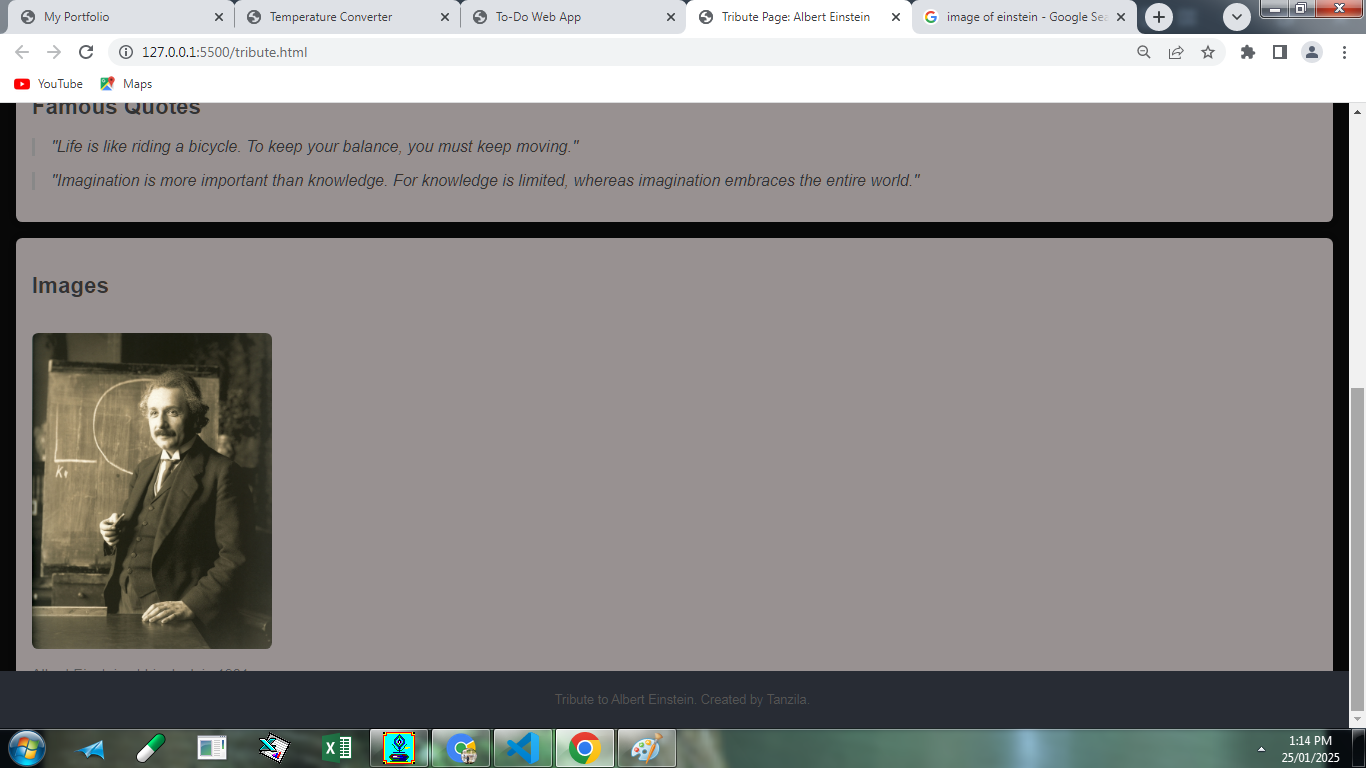 My Portfolio
Temperature Converter
To-Do Web App
Tribute Page: Albert Einstein
image of einstein - Google Sea
127.0.0.1:5500/tribute.html
YouTube
Maps
Famous Quotes
"Life is like riding a bicycle. To keep your balance, you must keep moving."
"Imagination is more important than knowledge. For knowledge is limited, whereas imagination embraces the entire world."
Images
Albert Einstein
Tribute to Albert Einstein. Created by Tanzila.
1:14 PM
25/01/2025